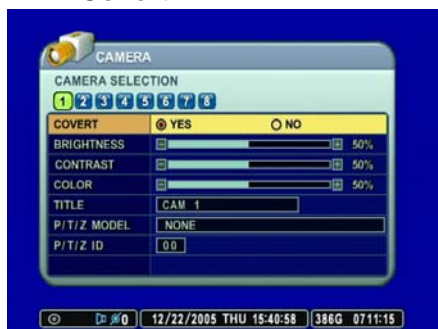 CAMERA
CAMERA SELECTION
1 2 3 4 5 6 7 8
COVERT YES NO
BRIGHTNESS 50%
CONTRAST 50%
COLOR 50%
TITLE CAM 1
P/T/Z MODEL NONE
P/T/Z ID 00
0 12/22/2005 THU 15:40:58 386G 0711:15